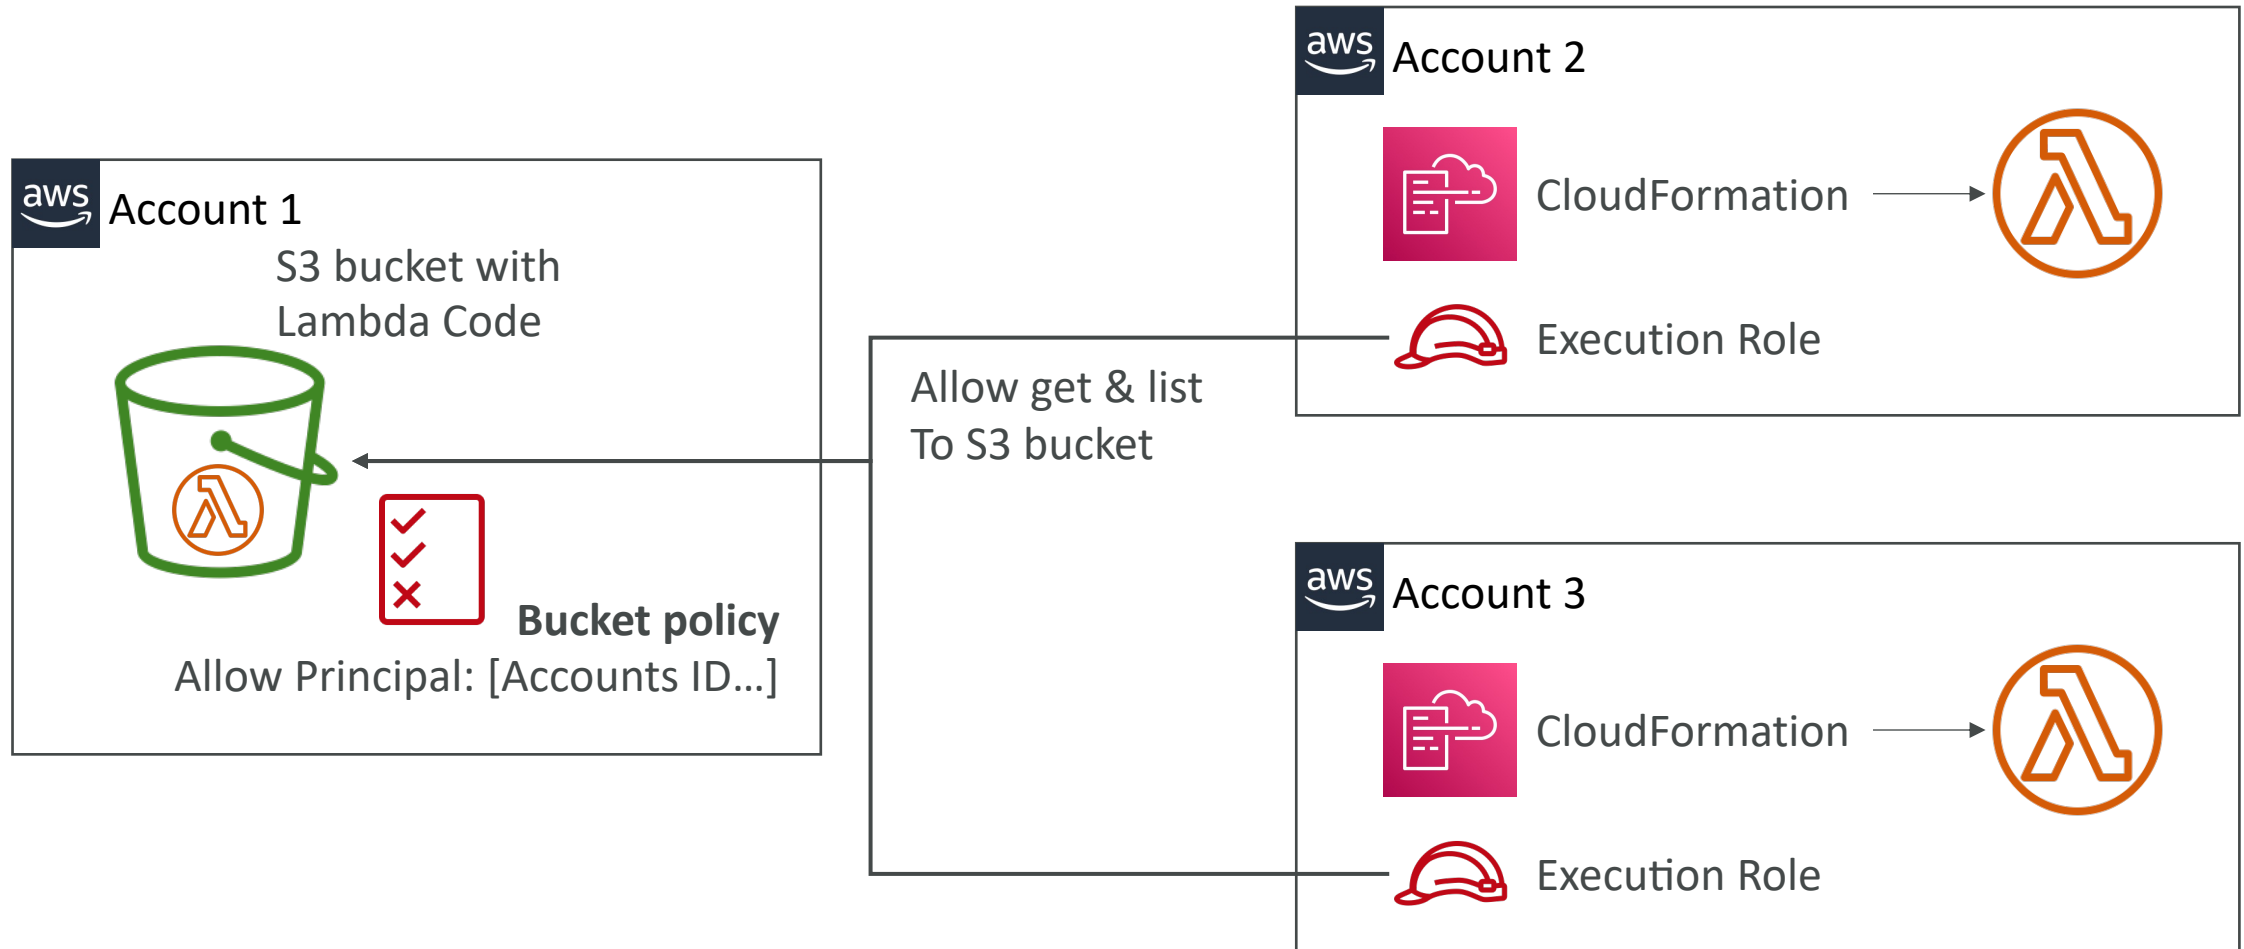 aws
Account 1
S3 bucket with
Lambda Code
Bucket policy
Allow Principal: [Accounts ID...]
Allow get & list
To S3 bucket
aws
Account 2
CloudFormation
Execution Role
aws
Account 3
CloudFormation
Execution Role